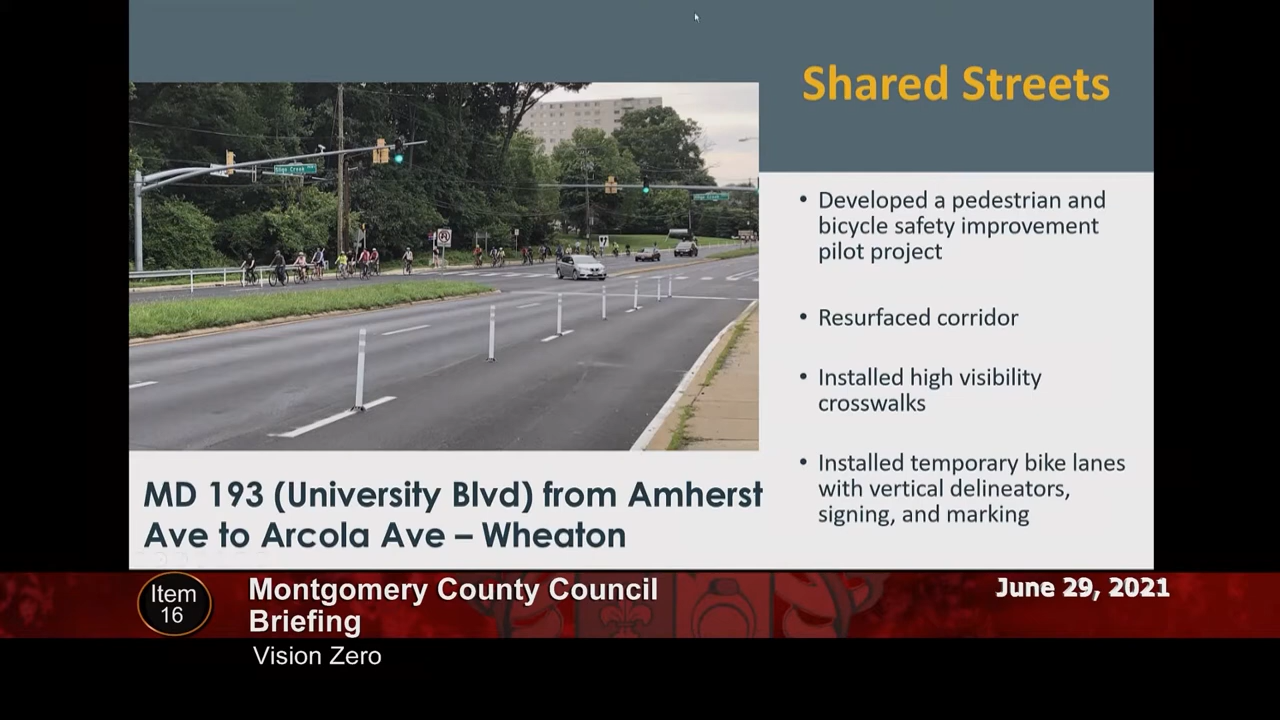 Shared Streets
• Developed a pedestrian and
bicycle safety improvement
pilot project
• Resurfaced corridor
• Installed high visibility
crosswalks
• Installed temporary bike lanes
with vertical delineators,
signing, and marking
MD 193 (University Blvd) from Amherst
Ave to Arcola Ave – Wheaton
Item
16
Montgomery County Council
Briefing
Vision Zero
June 29, 2021